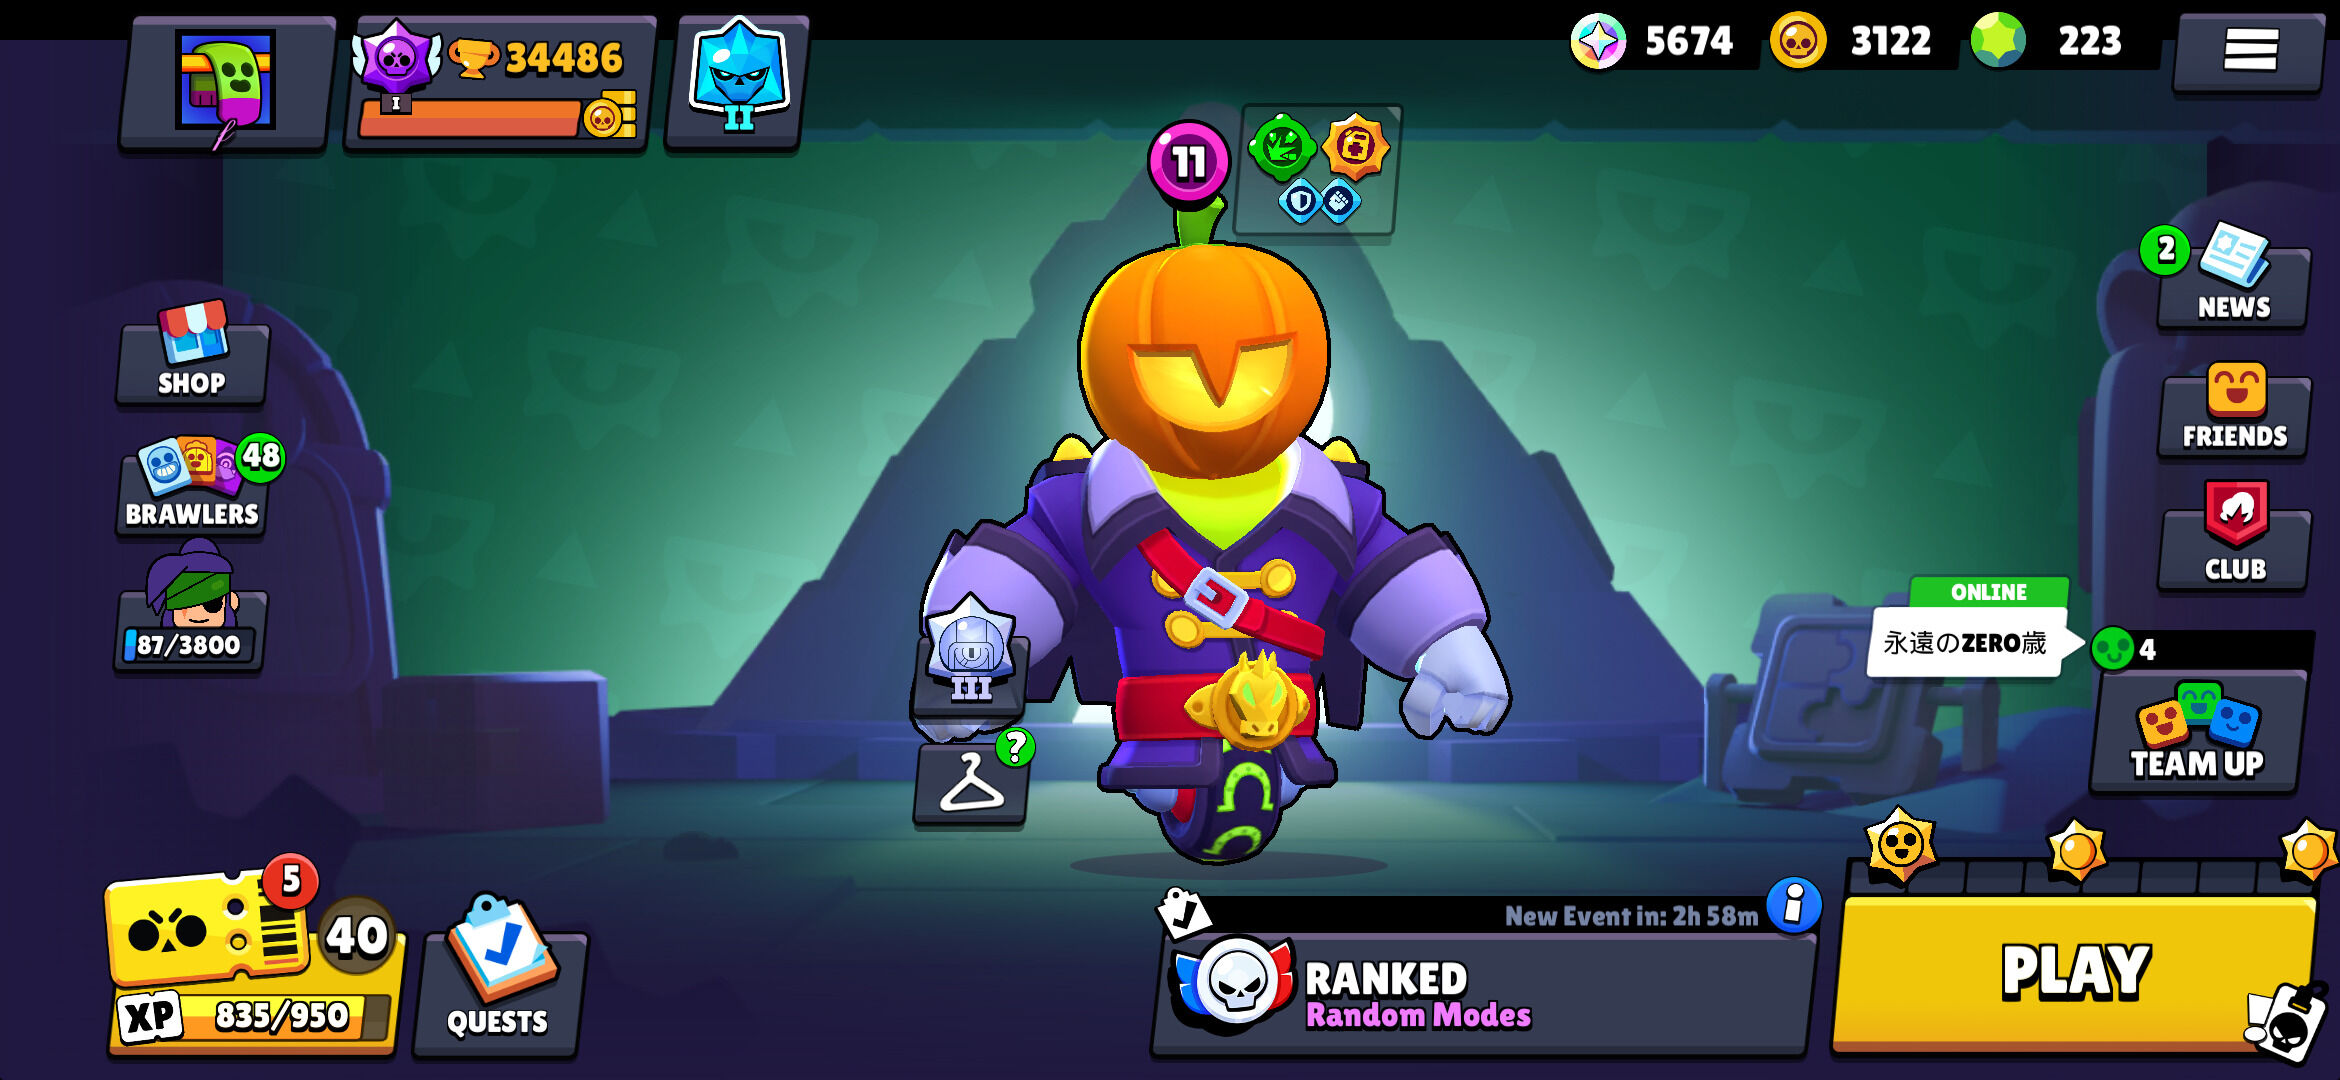 I
34486
II
5674
3122
223
11
2
NEWS
SHOP
FRIENDS
48
BRAWLERS
CLUB
ONLINE
永遠のZERO歳
4
87/3800
III
TEAM UP
?
5
40
New Event in: 2h 58m
i
XP
835/950
QUESTS
RANKED
Random Modes
PLAY